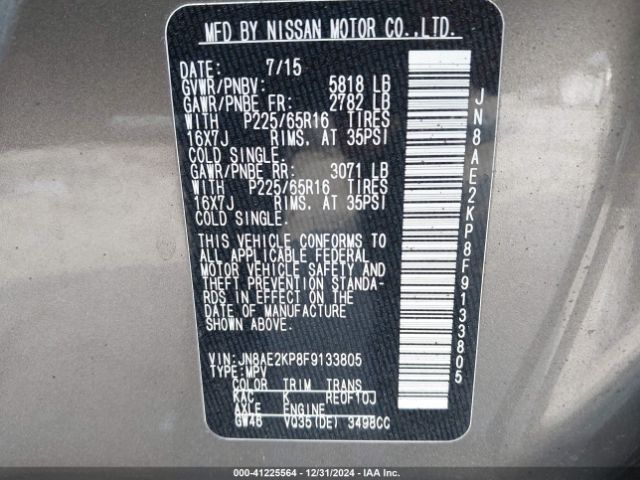 MFD BY NISSAN MOTOR CO.,LTD.
DATE: 7/15
GVWR/PNBV: 5818 LB
GAWR/PNBE FR: 2782 LB
WITH P225/65R16 TIRES
16X7J RIMS. AT 35PSI
COLD SINGLE.
GAWR/PNBE RR: 3071 LB
WITH P225/65R16 TIRES
16X7J RIMS. AT 35PSI
COLD SINGLE.
THIS VEHICLE CONFORMS TO
ALL APPLICABLE FEDERAL
MOTOR VEHICLE SAFETY AND
THEFT PREVENTION STANDA-
RDS IN EFFECT ON THE
DATE OF MANUFACTURE
SHOWN ABOVE.
VIN: JN8AE2KP8F9133805
TYPE: MPV
COLOR TRIM TRANS
KAC K RE0F10J
AXLE ENGINE
GW46 VQ35(DE) 3498CC
JN8AE2KP8F9133805
000-41225564 - 12/31/2024 - IAAI.COM